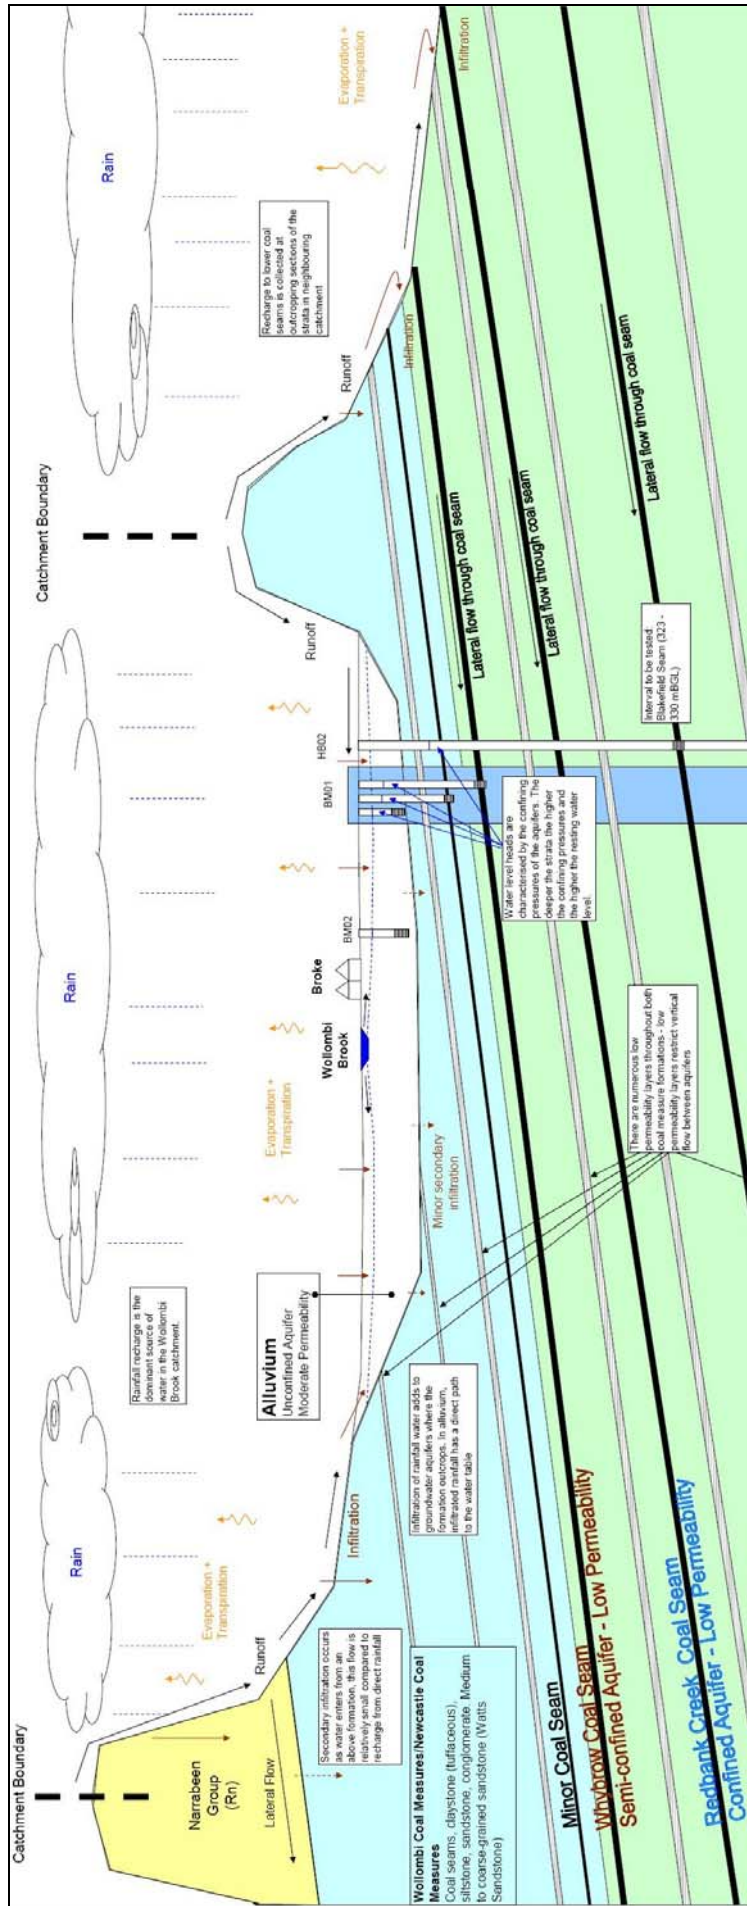 Catchment Boundary
Catchment Boundary
Rain
Rain
Rain
Rainfall recharge is the
dominant source of
water in the Wollombi
Brook catchment.
Recharge to lower coal
seams is collected at
outcropping sections of the
strata in neighbouring
catchment
Evaporation +
Transpiration
Evaporation +
Transpiration
Evaporation +
Transpiration
Runoff
Runoff
Runoff
Narrabeen
Group
(Rn)
Lateral Flow
Infiltration
Alluvium
Unconfined Aquifer
Moderate Permeability
Wollombi
Brook
Broke
BM02
BM01
HB02
Infiltration
Infiltration
Minor secondary
infiltration
Secondary infiltration occurs
as water enters from an
above formation, this flow is
relatively small compared to
recharge from direct rainfall
Infiltration of rainfall water adds to
groundwater aquifers where the
formation outcrops. In alluvium,
infiltrated rainfall has a direct path
to the water table
Wollombi Coal Measures/Newcastle Coal
Measures
Coal seams, claystone (tuffaceous),
siltstone, sandstone, conglomerate. Medium
to coarse-grained sandstone (Watts
Sandstone)
Water level heads are
characterised by the confining
pressures of the aquifers. The
deeper the strata the higher
the confining pressures and
the higher the resting water
level.
Lateral flow through coal seam
Lateral flow through coal seam
Lateral flow through coal seam
Interval to be tested:
Blakefield Seam (323 -
330 mBGL)
There are numerous low
permeability layers throughout both
coal measure formations - low
permeability layers restrict vertical
flow between aquifers
Minor Coal Seam
Whybrow Coal Seam
Semi-confined Aquifer - Low Permeability
Redbank Creek Coal Seam
Confined Aquifer - Low Permeability